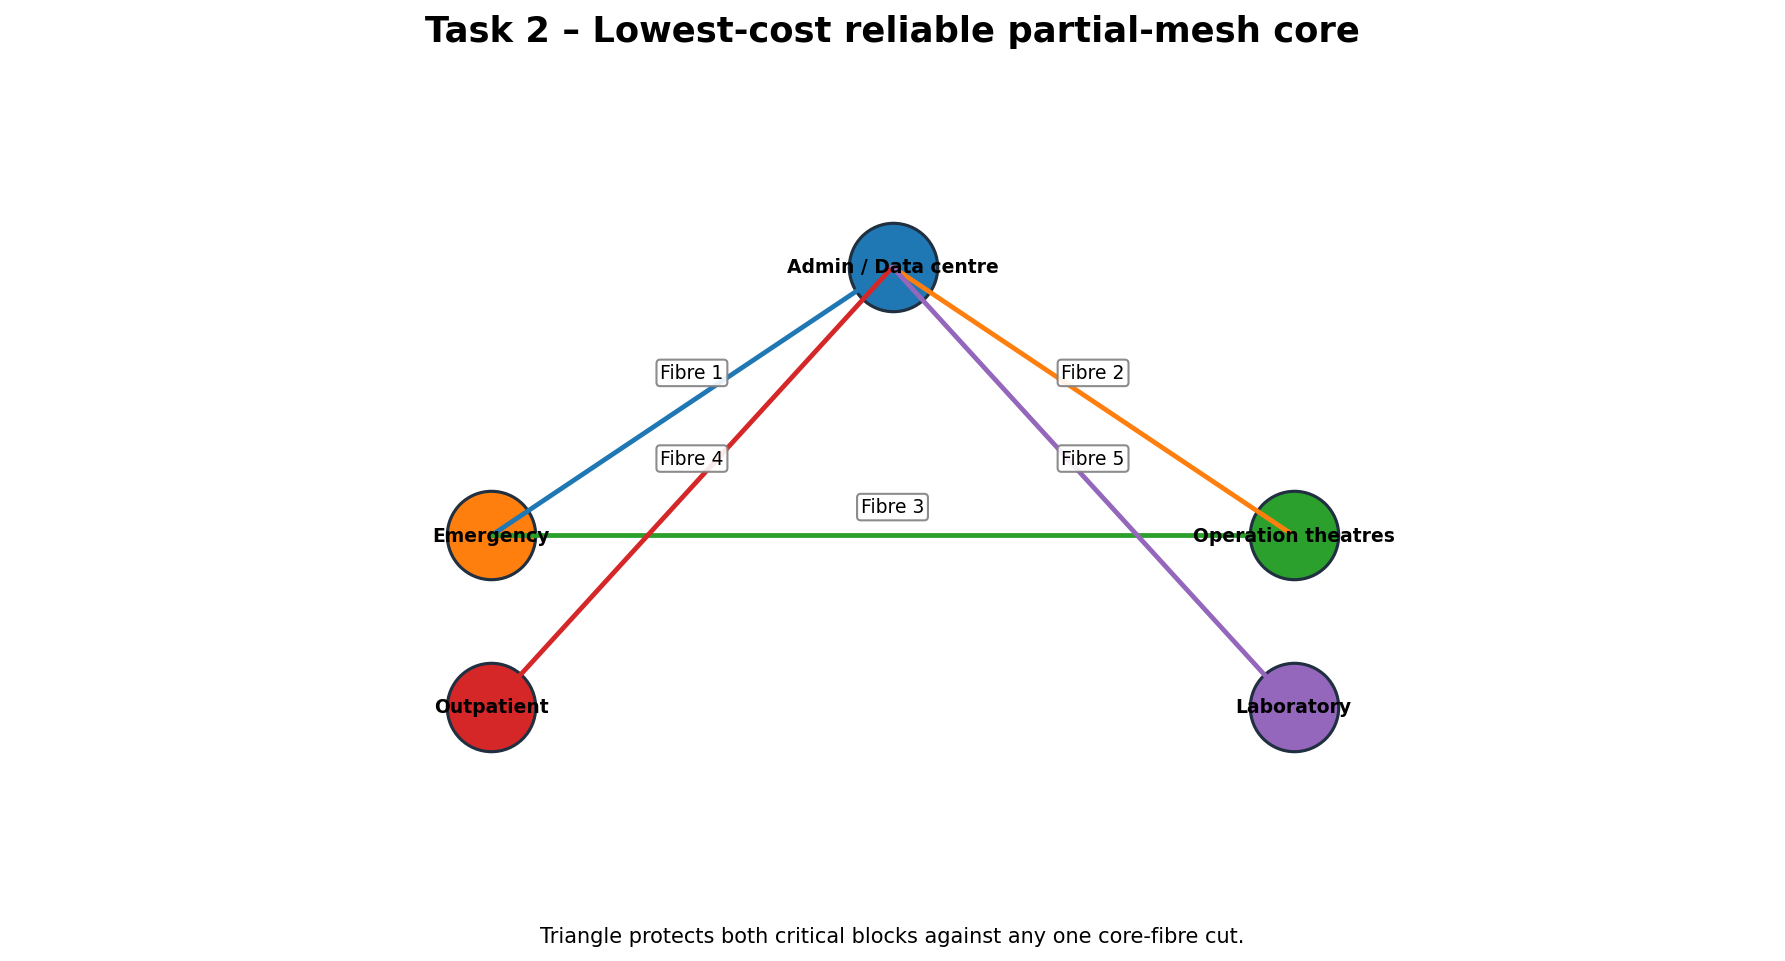 Task 2 – Lowest-cost reliable partial-mesh core
Admin / Data centre
Fibre 1
Fibre 2
Fibre 4
Fibre 5
Fibre 3
Emergency
Operation theatres
Outpatient
Laboratory
Triangle protects both critical blocks against any one core-fibre cut.